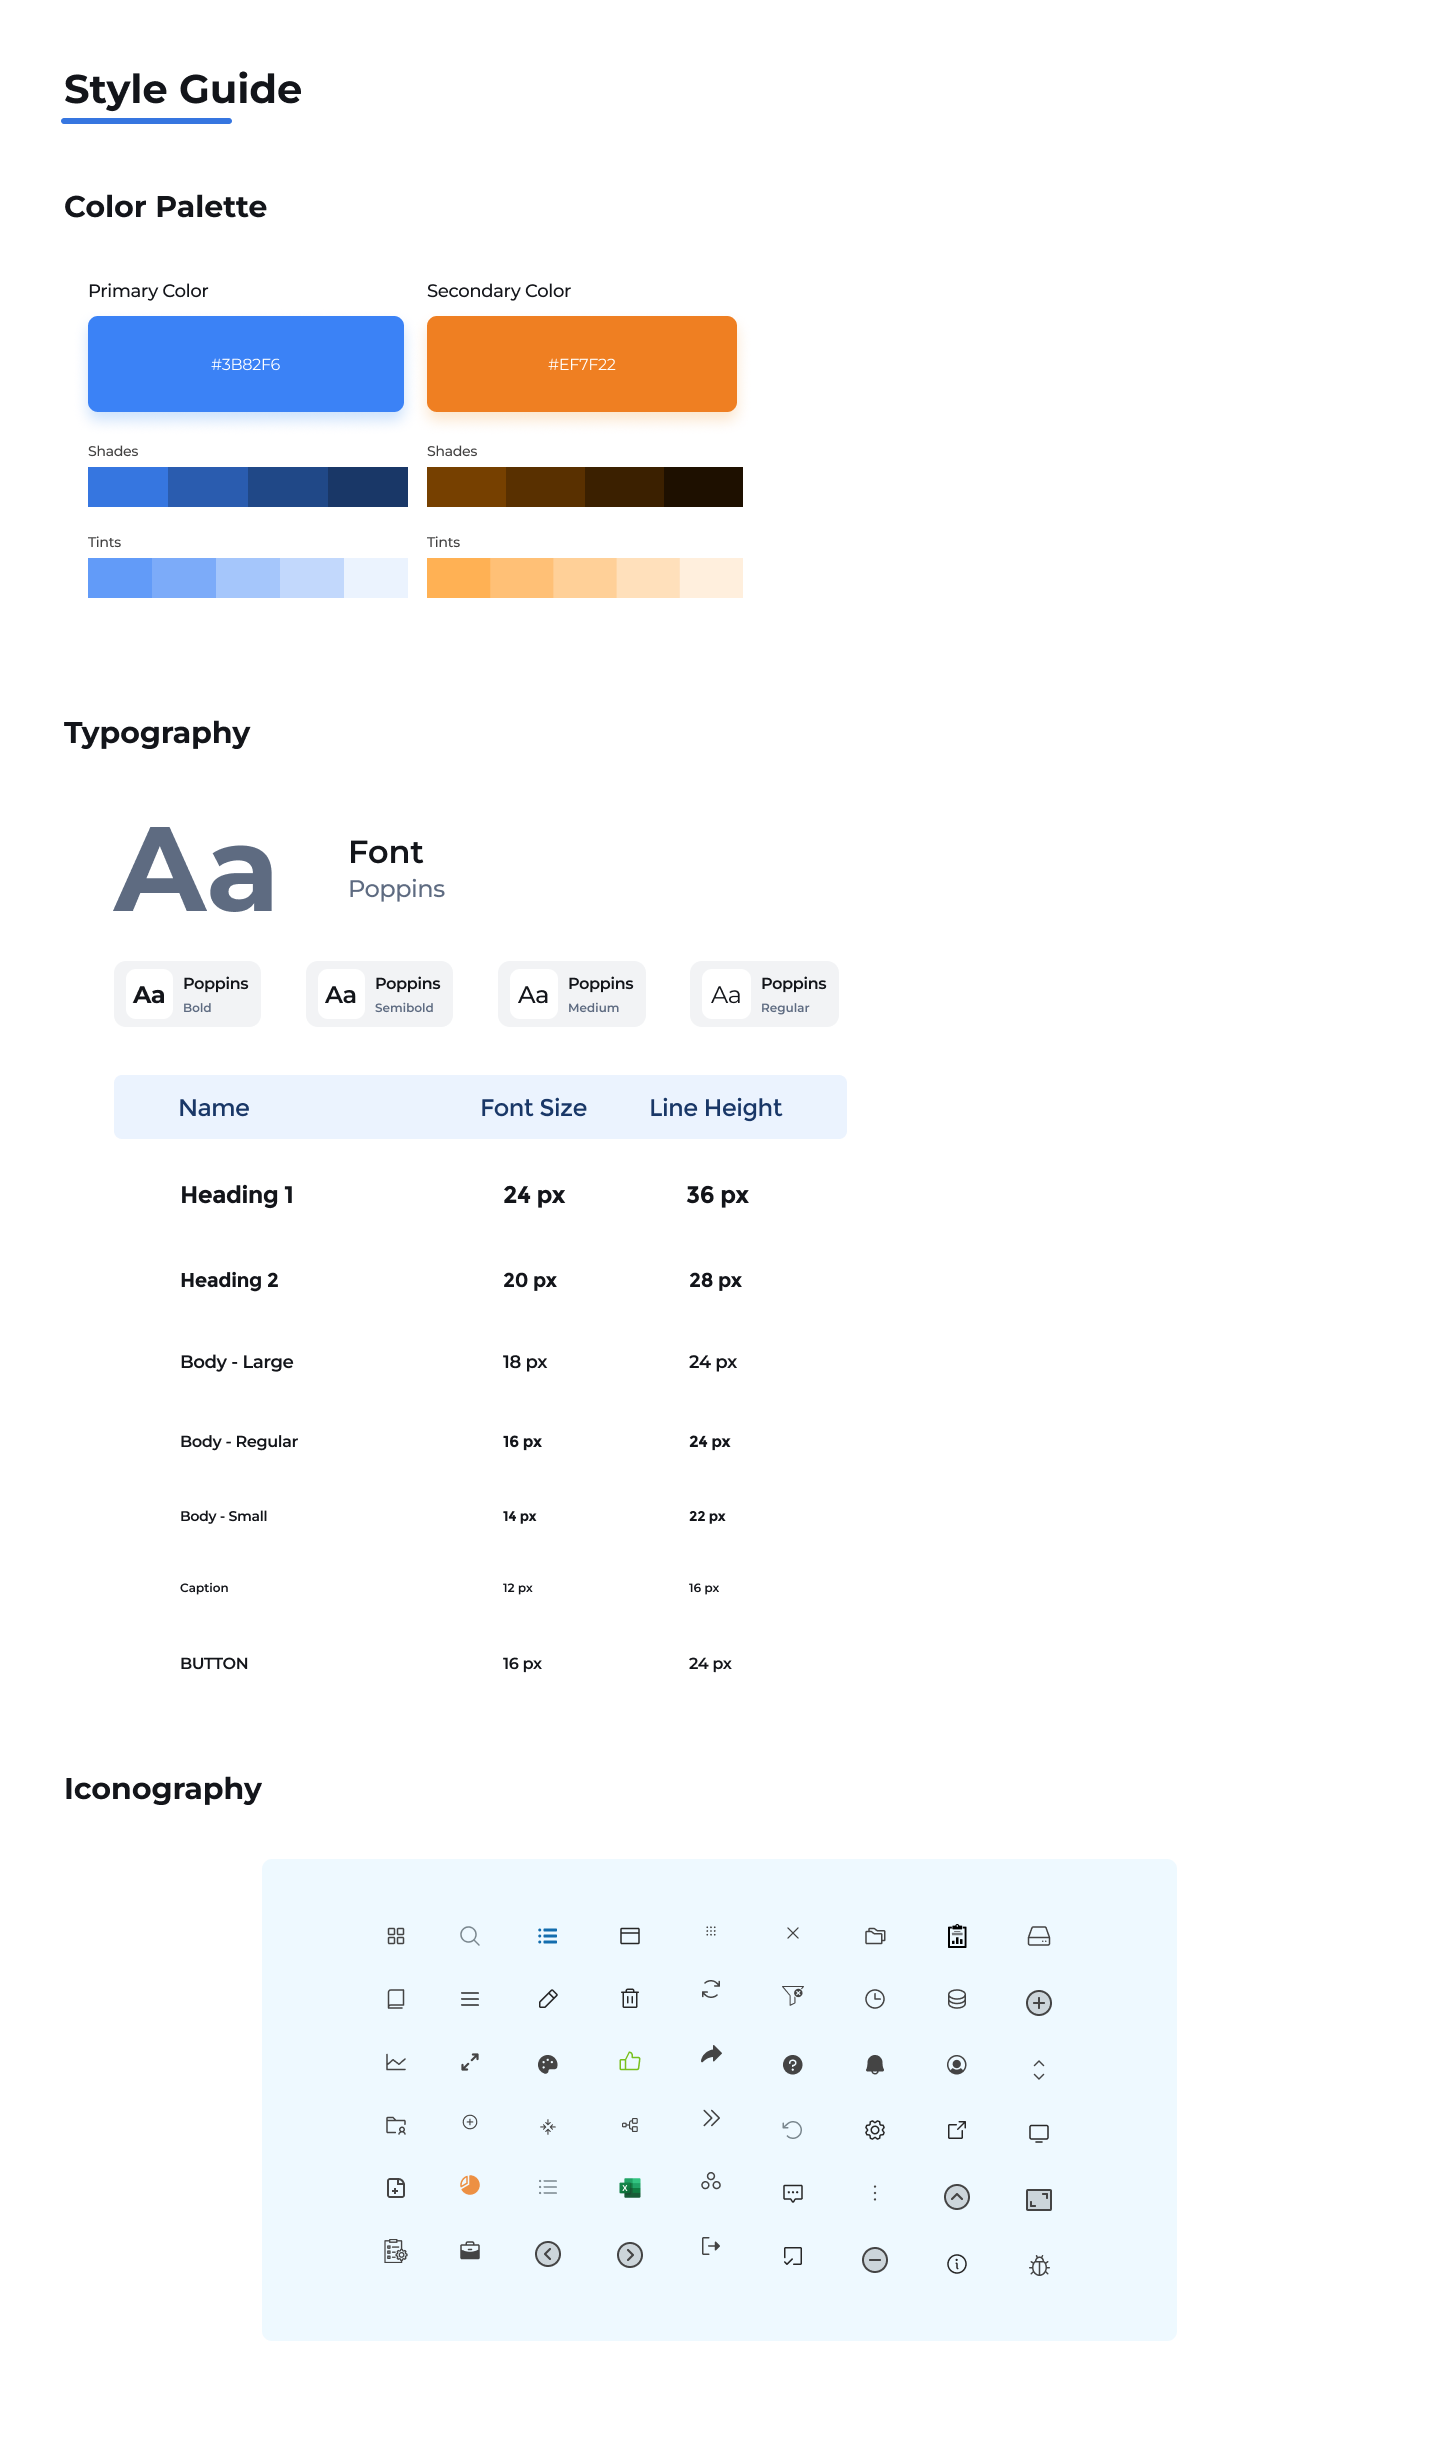 Style Guide
Color Palette
Primary Color
Secondary Color
#3B82F6
#EF7F22
Shades
Shades
Tints
Tints
Typography
Aa
Font
Poppins
Aa
Poppins
Bold
Aa
Poppins
Semibold
Aa
Poppins
Medium
Aa
Poppins
Regular
Name Font Size Line Height
Heading 1 24 px 36 px
Heading 2 20 px 28 px
Body - Large 18 px 24 px
Body - Regular 16 px 24 px
Body - Small 14 px 22 px
Caption 12 px 16 px
BUTTON 16 px 24 px
Iconography
X